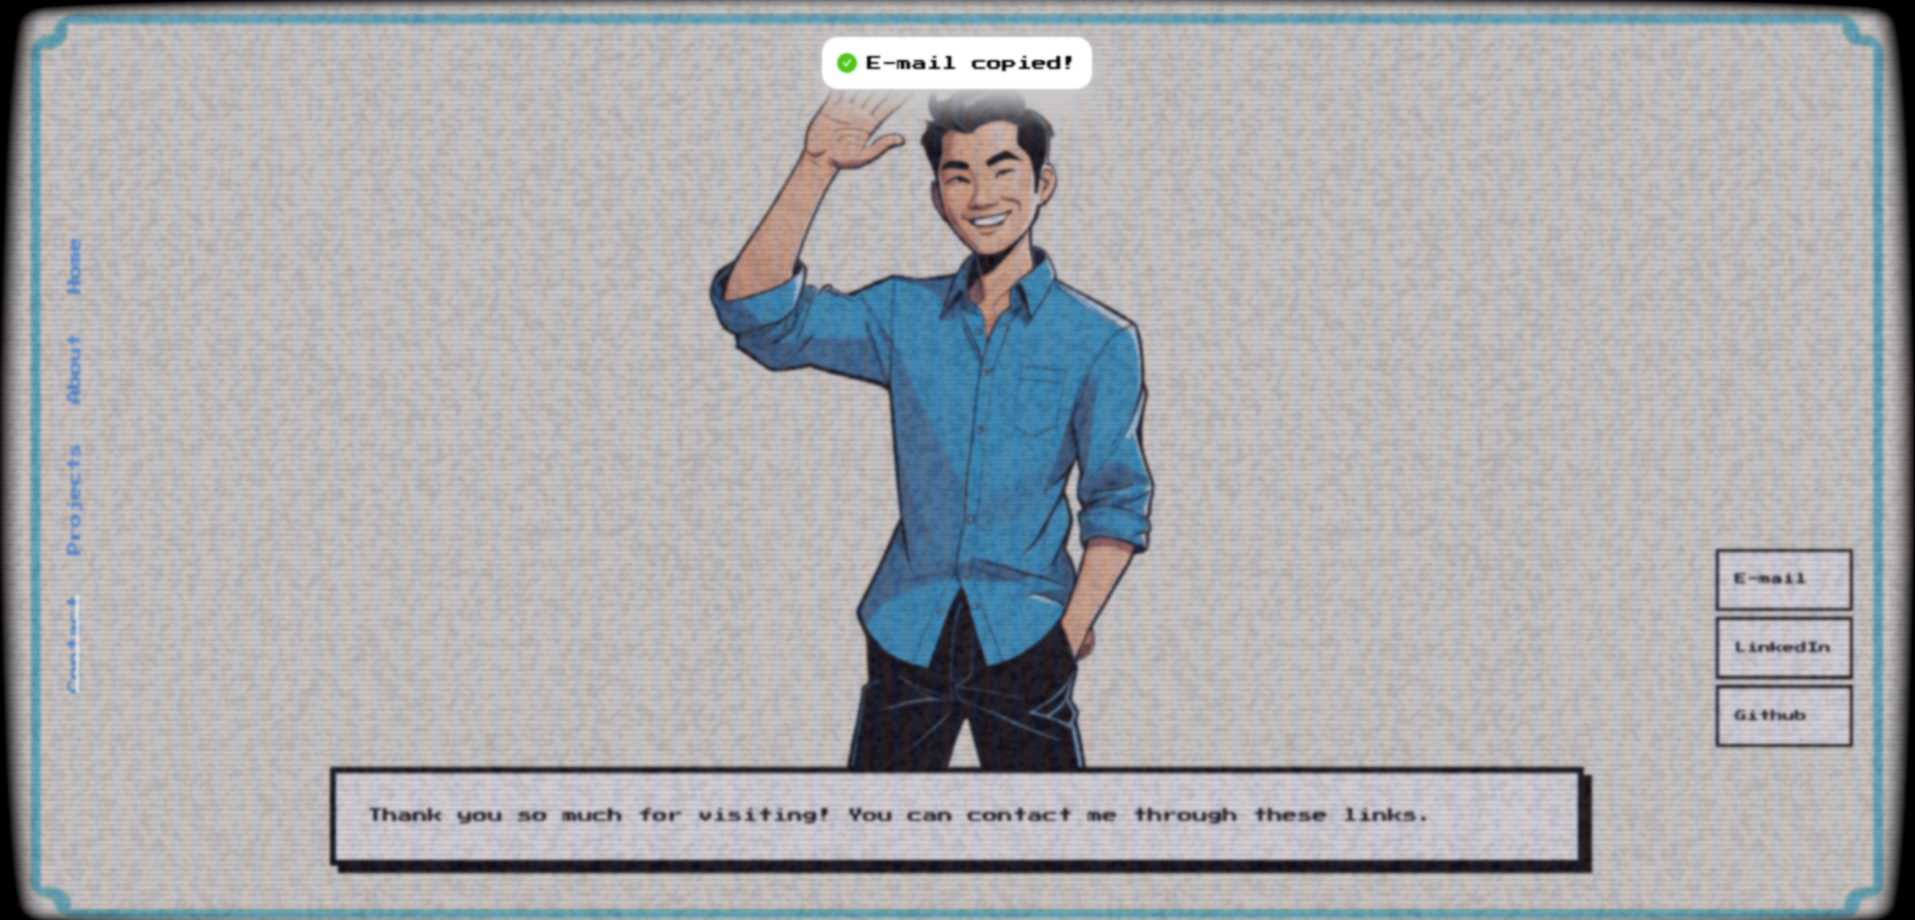 E-mail copied!
Home
About
Projects
Contact
E-mail
LinkedIn
Github
Thank you so much for visiting! You can contact me through these links.